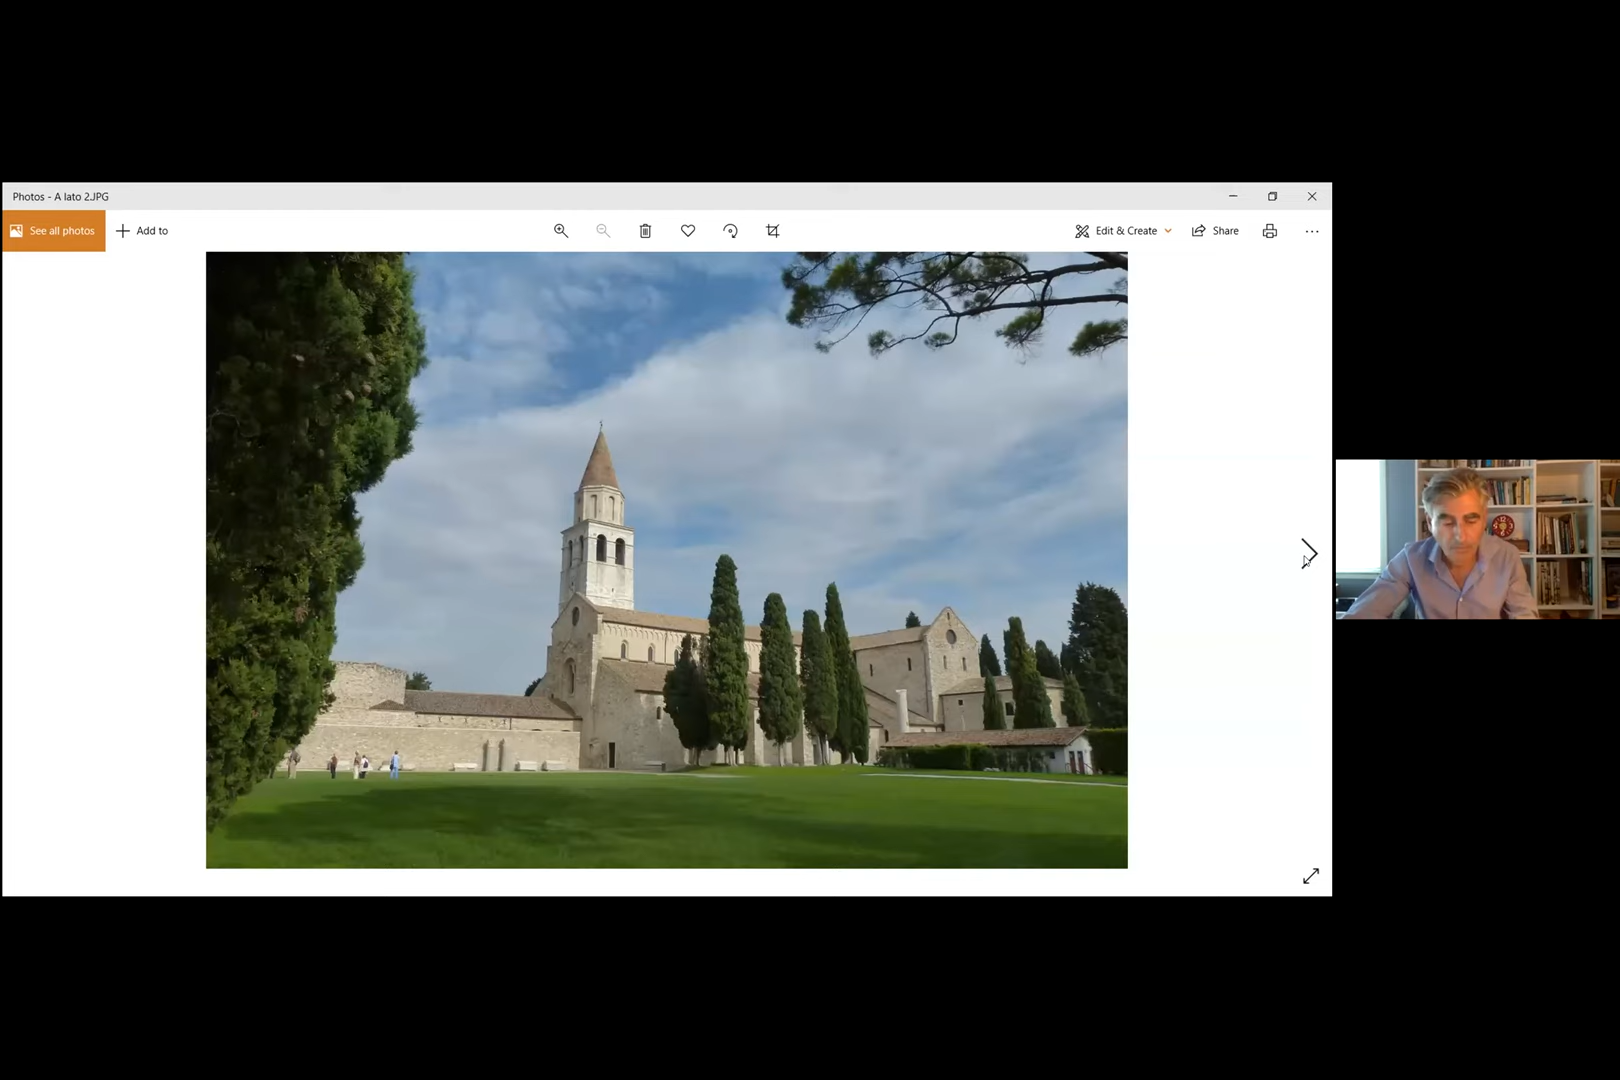 Photos - A lato 2.JPG
See all photos
Add to
Edit & Create
Share